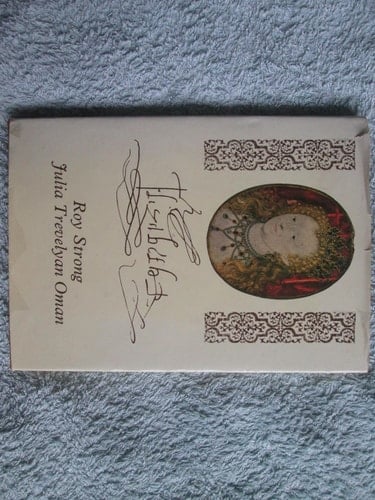 Elizabeth
Roy Strong
Julia Trevelyan Oman